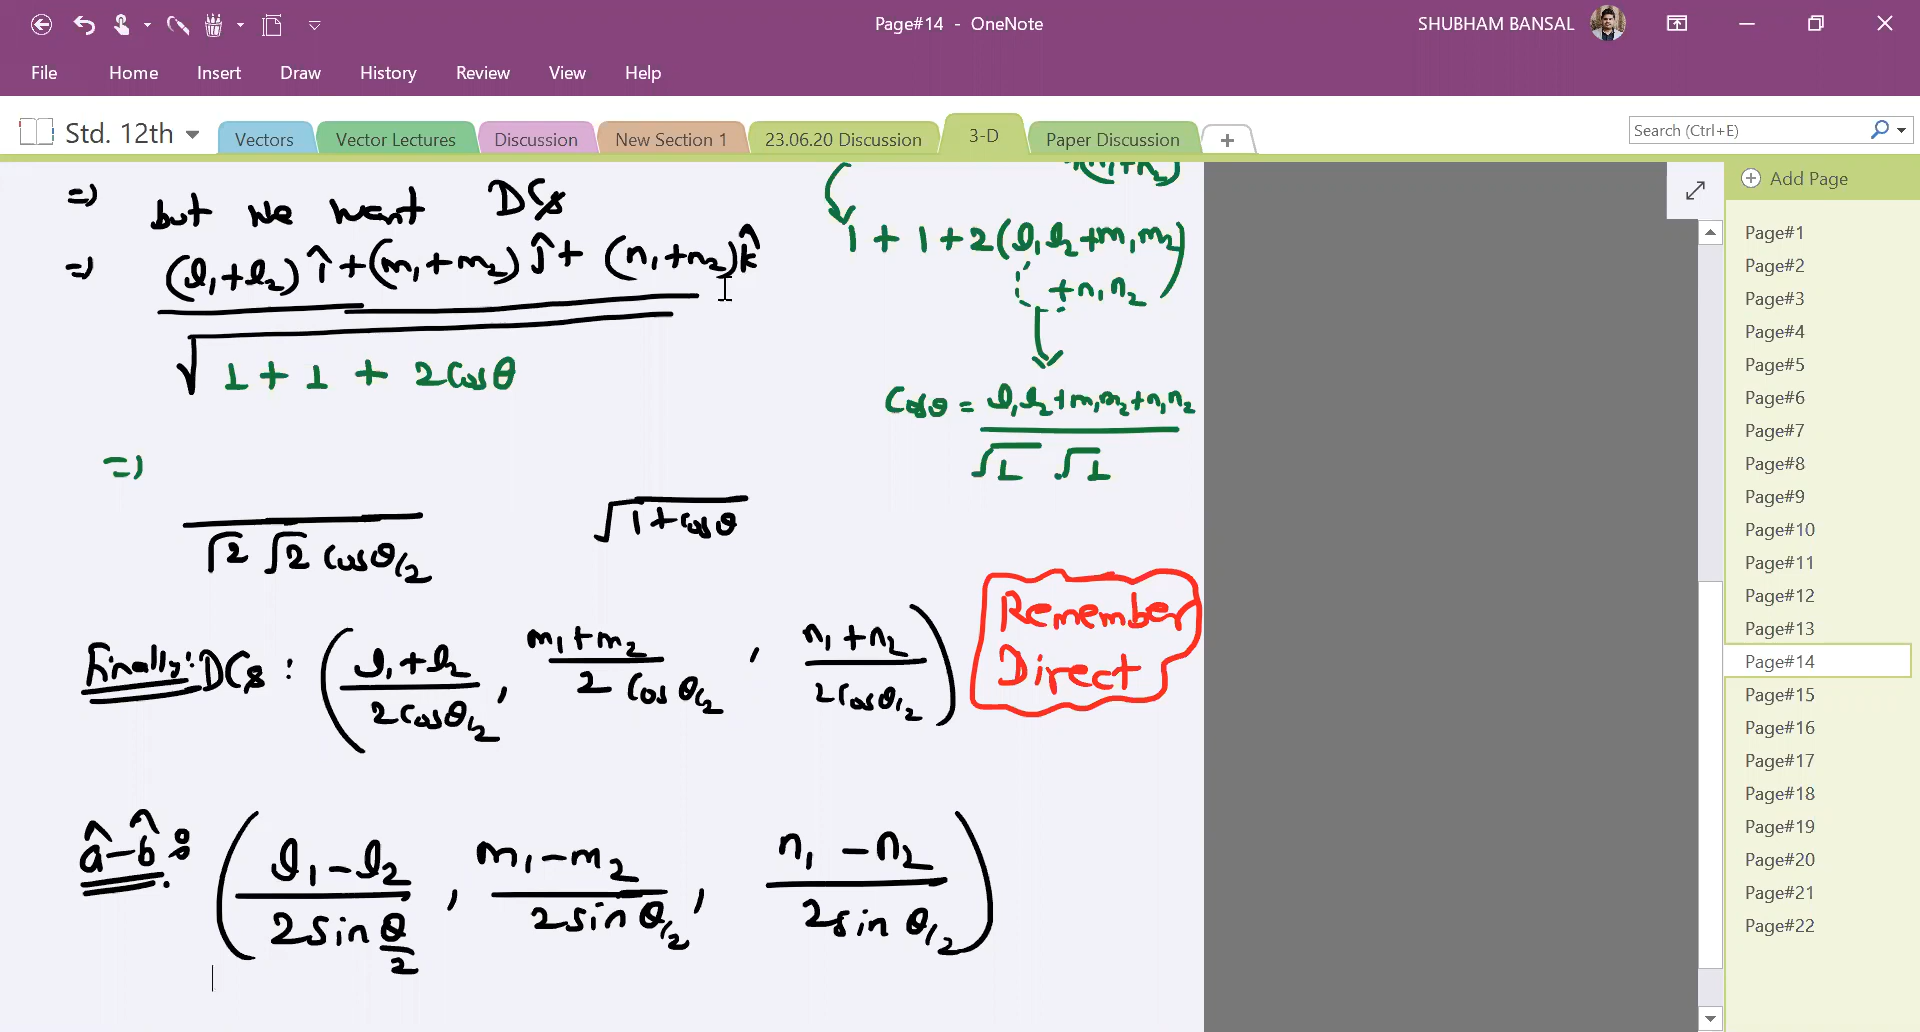 Page#14 - OneNote
SHUBHAM BANSAL
File Home Insert Draw History Review View Help
Std. 12th
Vectors
Vector Lectures
Discussion
New Section 1
23.06.20 Discussion
3-D
Paper Discussion
+
Search (Ctrl+E)
Add Page
Page#1
Page#2
Page#3
Page#4
Page#5
Page#6
Page#7
Page#8
Page#9
Page#10
Page#11
Page#12
Page#13
Page#14
Page#15
Page#16
Page#17
Page#18
Page#19
Page#20
Page#21
Page#22
=> but we want DCs
=> (l₁+l₂)î+(m₁+m₂)ĵ+(n₁+n₂)k̂
√1+1+2cosθ
(n₁+n₂)
1+1+2(l₁l₂+m₁m₂
+n₁n₂)
Cosθ = l₁l₂+m₁m₂+n₁n₂
√1 √1
=>
√2 √2 Cosθ/2
√1+cosθ
Finally: DCs : (l₁+l₂/2cosθ/2, m₁+m₂/2cosθ/2, n₁+n₂/2cosθ/2)
Remember
Direct
â-b̂: (l₁-l₂/2sinθ/2, m₁-m₂/2sinθ/2, n₁-n₂/2sinθ/2)